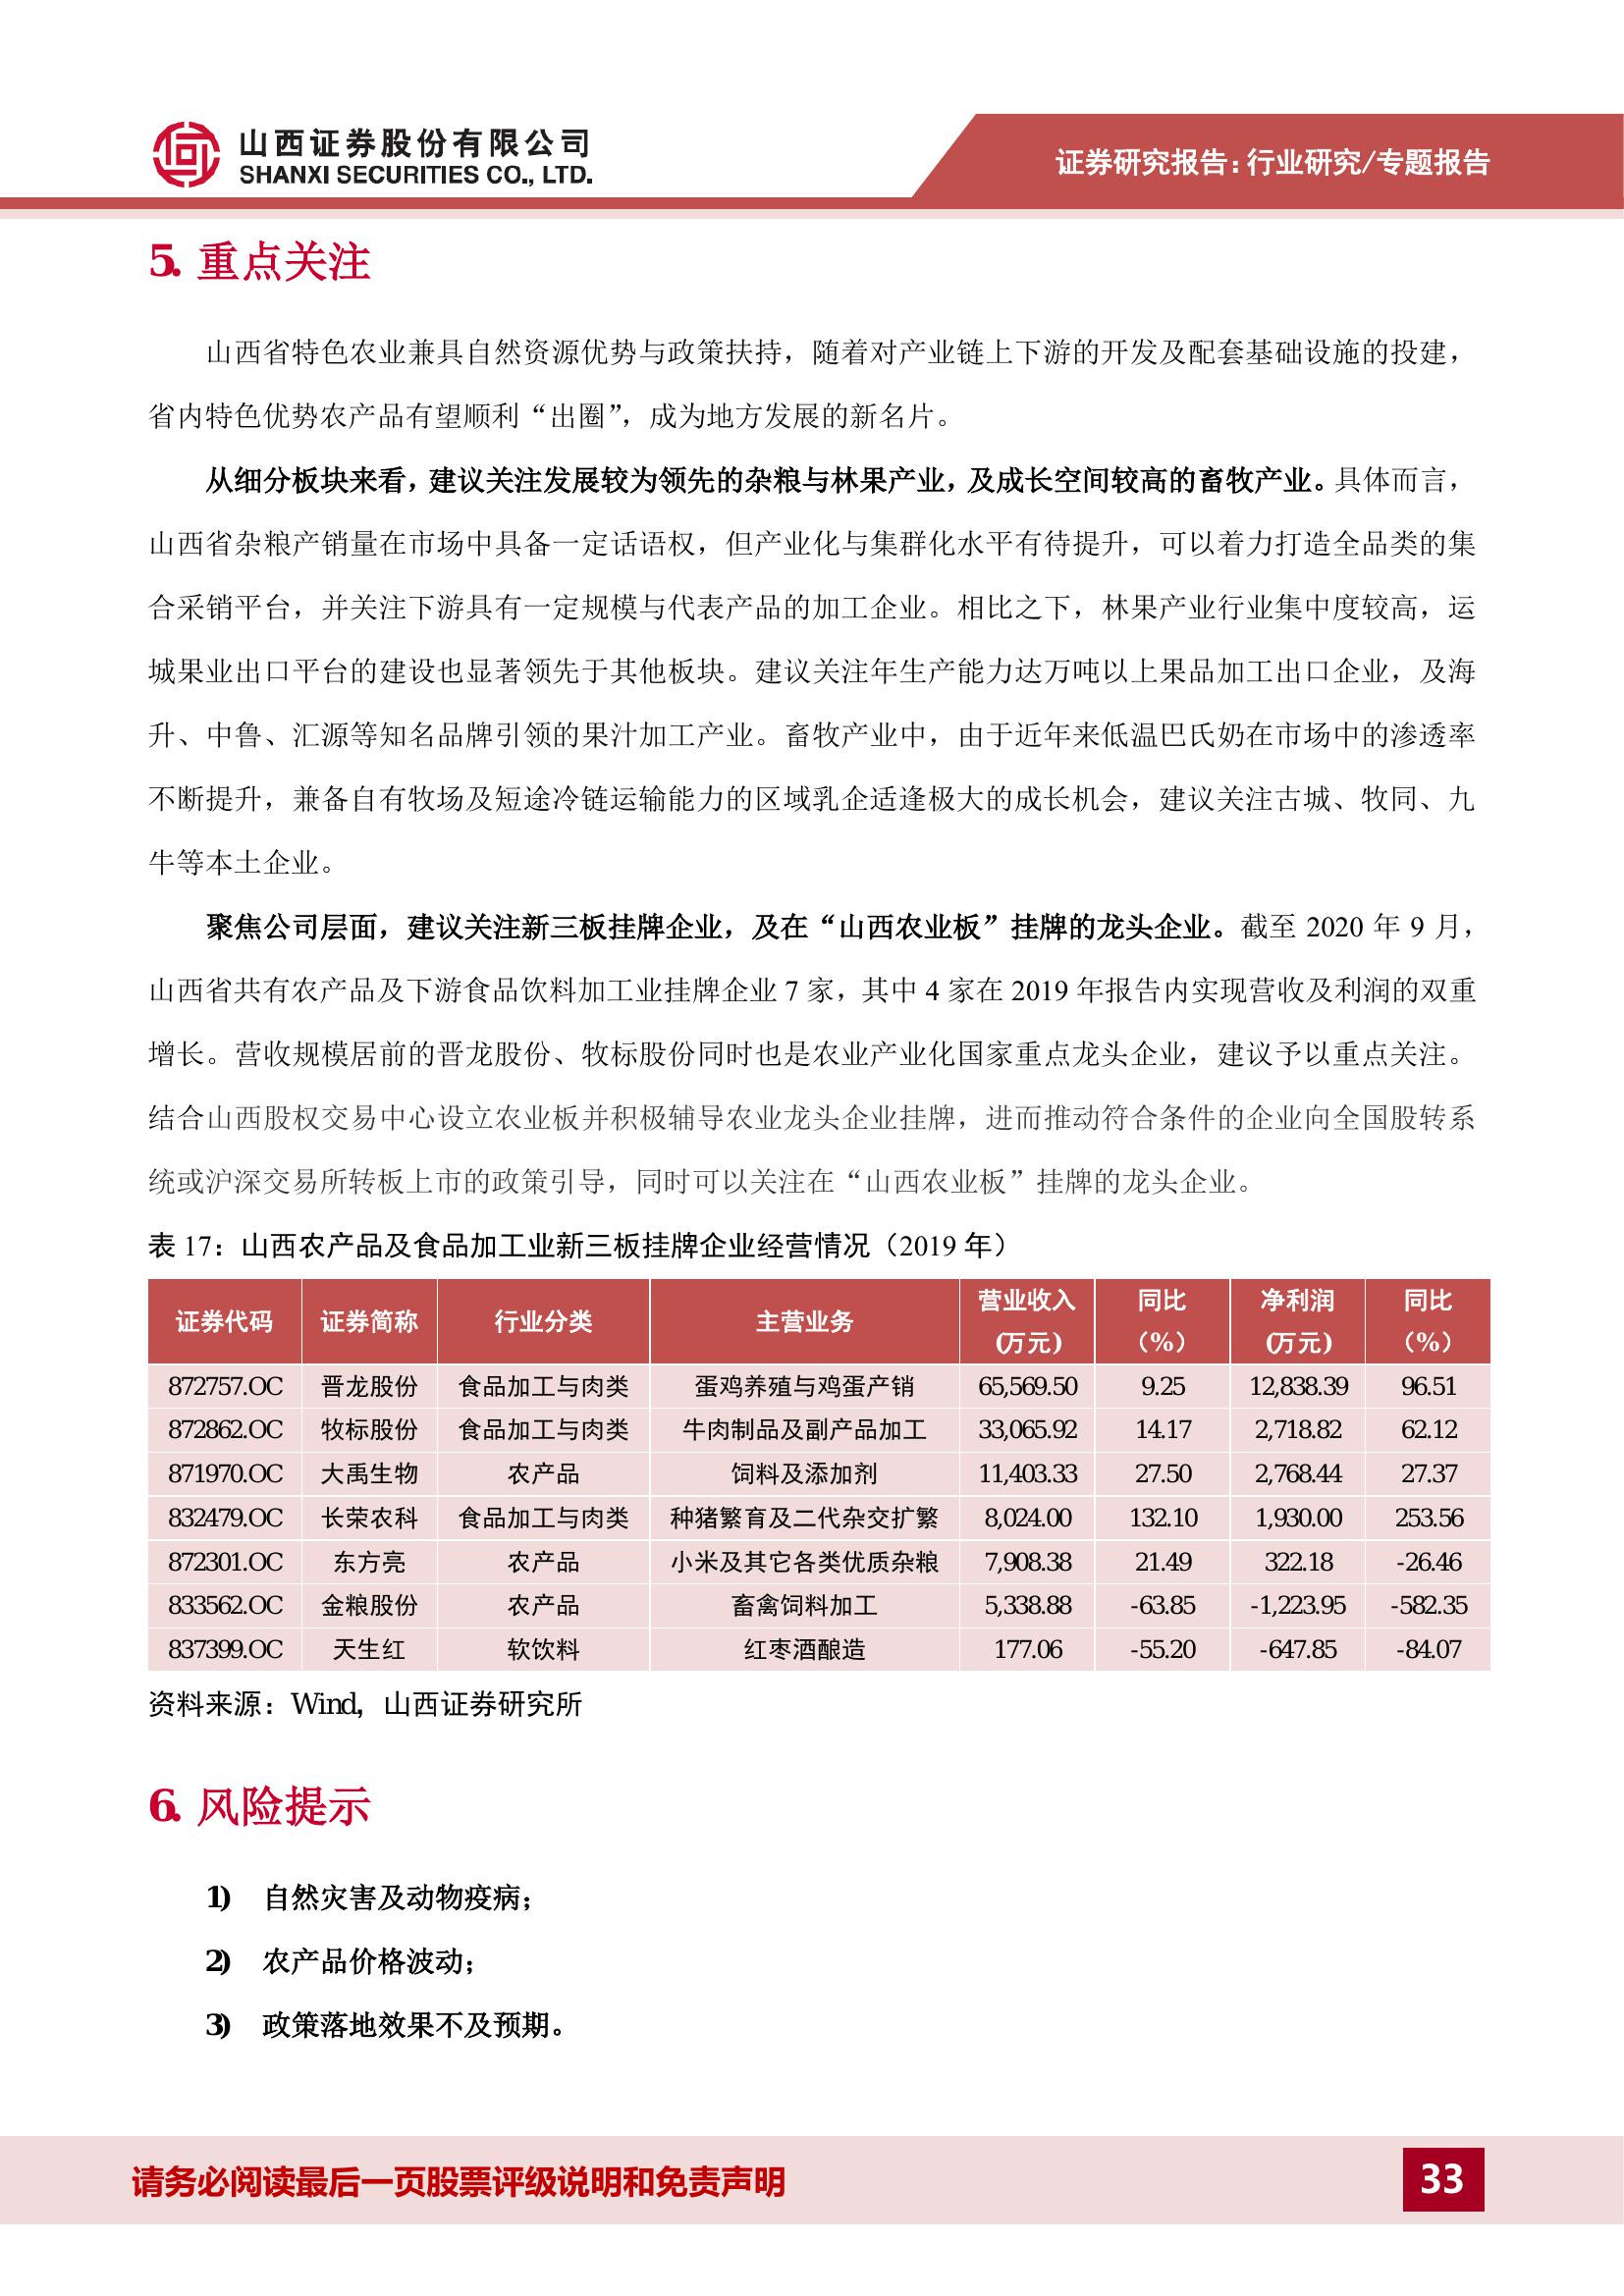 山西证券股份有限公司
SHANXI SECURITIES CO., LTD.
证券研究报告：行业研究/专题报告
5. 重点关注
山西省特色农业兼具自然资源优势与政策扶持，随着对产业链上下游的开发及配套基础设施的投建，
省内特色优势农产品有望顺利“出圈”，成为地方发展的新名片。
从细分板块来看，建议关注发展较为领先的杂粮与林果产业，及成长空间较高的畜牧产业。具体而言，
山西省杂粮产销量在市场中具备一定话语权，但产业化与集群化水平有待提升，可以着力打造全品类的集
合采销平台，并关注下游具有一定规模与代表产品的加工企业。相比之下，林果产业行业集中度较高，运
城果业出口平台的建设也显著领先于其他板块。建议关注年生产能力达万吨以上果品加工出口企业，及海
升、中鲁、汇源等知名品牌引领的果汁加工产业。畜牧产业中，由于近年来低温巴氏奶在市场中的渗透率
不断提升，兼备自有牧场及短途冷链运输能力的区域乳企适逢极大的成长机会，建议关注古城、牧同、九
牛等本土企业。
聚焦公司层面，建议关注新三板挂牌企业，及在“山西农业板”挂牌的龙头企业。截至 2020 年 9 月，
山西省共有农产品及下游食品饮料加工业挂牌企业 7 家，其中 4 家在 2019 年报告内实现营收及利润的双重
增长。营收规模居前的晋龙股份、牧标股份同时也是农业产业化国家重点龙头企业，建议予以重点关注。
结合山西股权交易中心设立农业板并积极辅导农业龙头企业挂牌，进而推动符合条件的企业向全国股转系
统或沪深交易所转板上市的政策引导，同时可以关注在“山西农业板”挂牌的龙头企业。
表 17：山西农产品及食品加工业新三板挂牌企业经营情况（2019 年）
证券代码 证券简称 行业分类 主营业务 营业收入(万元) 同比（%） 净利润(万元) 同比（%）
872757.OC 晋龙股份 食品加工与肉类 蛋鸡养殖与鸡蛋产销 65,569.50 9.25 12,838.39 96.51
872862.OC 牧标股份 食品加工与肉类 牛肉制品及副产品加工 33,065.92 14.17 2,718.82 62.12
871970.OC 大禹生物 农产品 饲料及添加剂 11,403.33 27.50 2,768.44 27.37
832479.OC 长荣农科 食品加工与肉类 种猪繁育及二代杂交扩繁 8,024.00 132.10 1,930.00 253.56
872301.OC 东方亮 农产品 小米及其它各类优质杂粮 7,908.38 21.49 322.18 -26.46
833562.OC 金粮股份 农产品 畜禽饲料加工 5,338.88 -63.85 -1,223.95 -582.35
837399.OC 天生红 软饮料 红枣酒酿造 177.06 -55.20 -647.85 -84.07
资料来源：Wind，山西证券研究所
6. 风险提示
1) 自然灾害及动物疫病；
2) 农产品价格波动；
3) 政策落地效果不及预期。
请务必阅读最后一页股票评级说明和免责声明
33